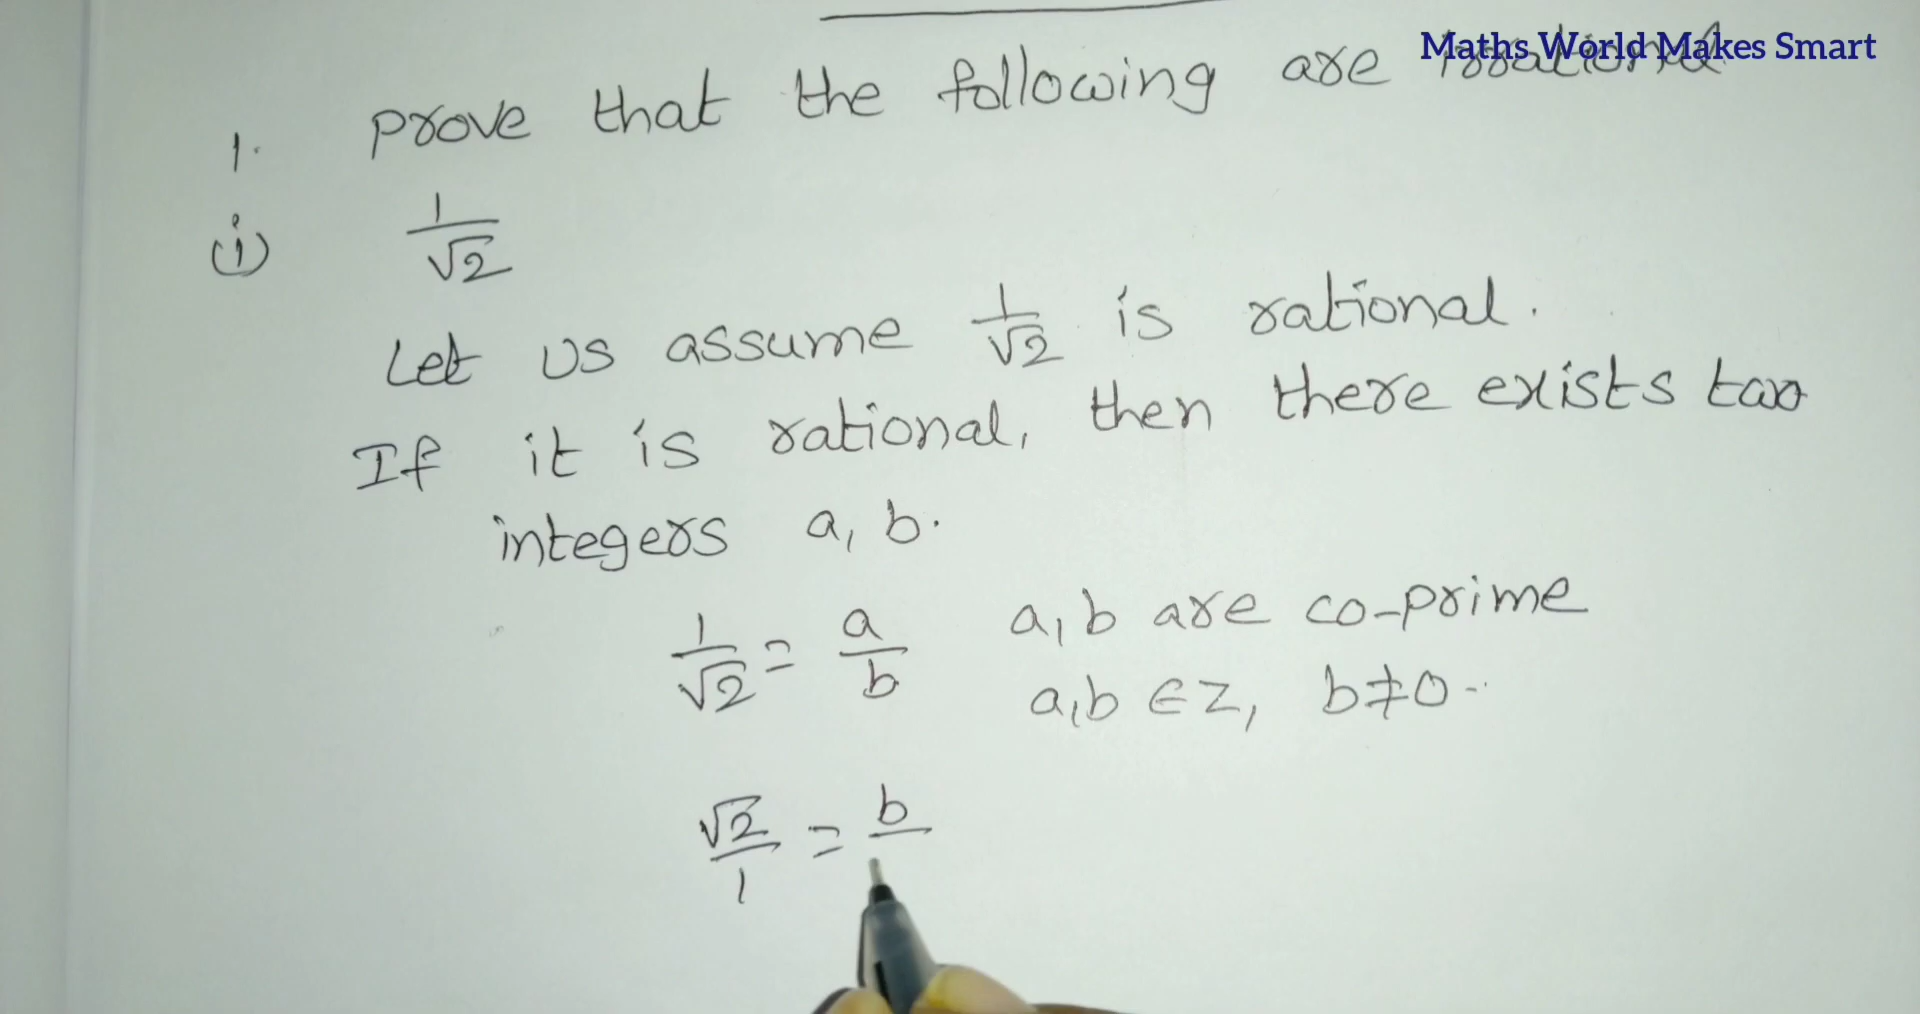 Maths World Makes Smart
1. prove that the following are irrational
(i) 1/√2
Let us assume 1/√2 is rational.
If it is rational, then there exists two
integers a, b.
1/√2 = a/b a, b are co-prime
a, b ∈ Z, b ≠ 0.
√2/1 = b/